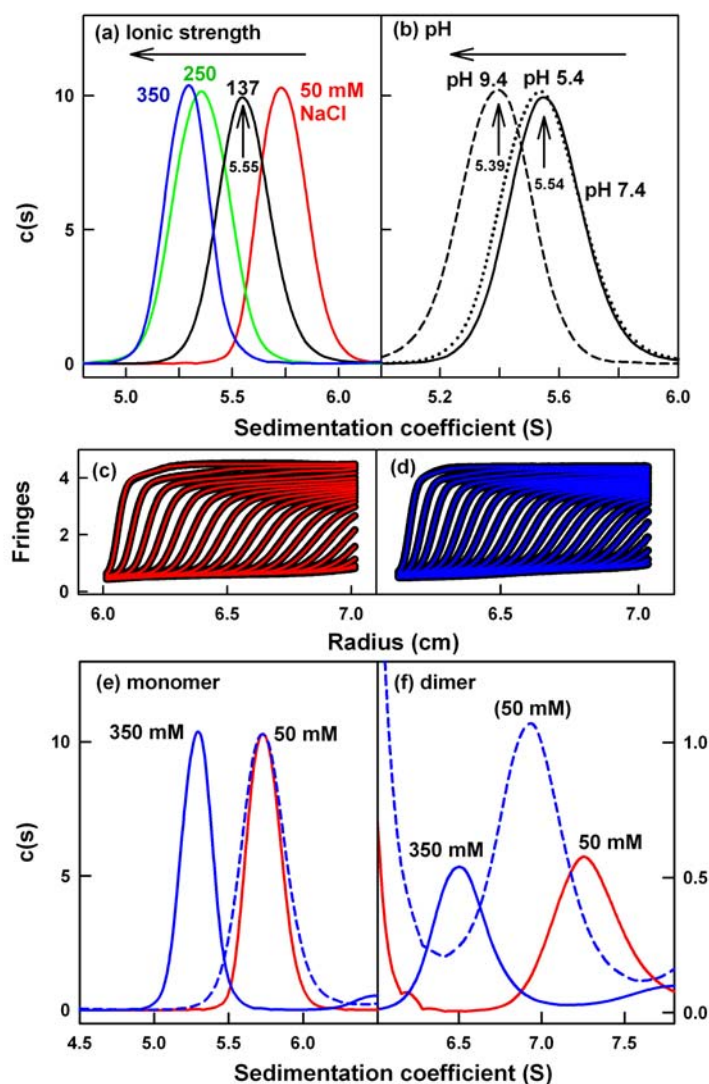 (a) Ionic strength
350
250
137
50 mM
NaCl
5.55
10
5
0
c(s)
5.0
5.5
6.0
(b) pH
pH 9.4
pH 5.4
5.39
5.54
pH 7.4
5.2
5.6
6.0
Sedimentation coefficient (S)
(c)
(d)
4
2
0
Fringes
6.0
6.5
7.0
6.5
7.0
Radius (cm)
(e) monomer
350 mM
50 mM
10
5
0
c(s)
4.5
5.0
5.5
6.0
(f) dimer
(50 mM)
350 mM
50 mM
1.0
0.5
0.0
6.5
7.0
7.5
Sedimentation coefficient (S)